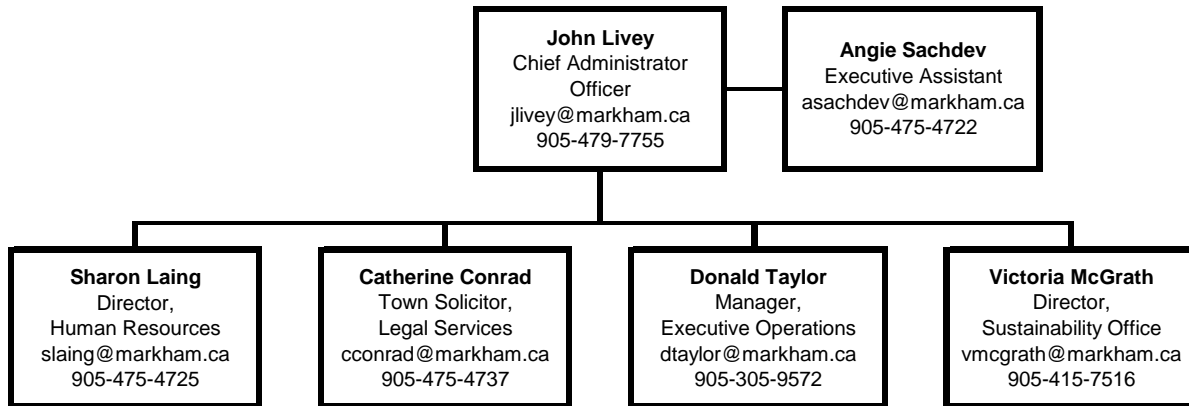 John Livey
Chief Administrator
Officer
jlivey@markham.ca
905-479-7755
Angie Sachdev
Executive Assistant
asachdev@markham.ca
905-475-4722
Sharon Laing
Director,
Human Resources
slaing@markham.ca
905-475-4725
Catherine Conrad
Town Solicitor,
Legal Services
cconrad@markham.ca
905-475-4737
Donald Taylor
Manager,
Executive Operations
dtaylor@markham.ca
905-305-9572
Victoria McGrath
Director,
Sustainability Office
vmcgrath@markham.ca
905-415-7516